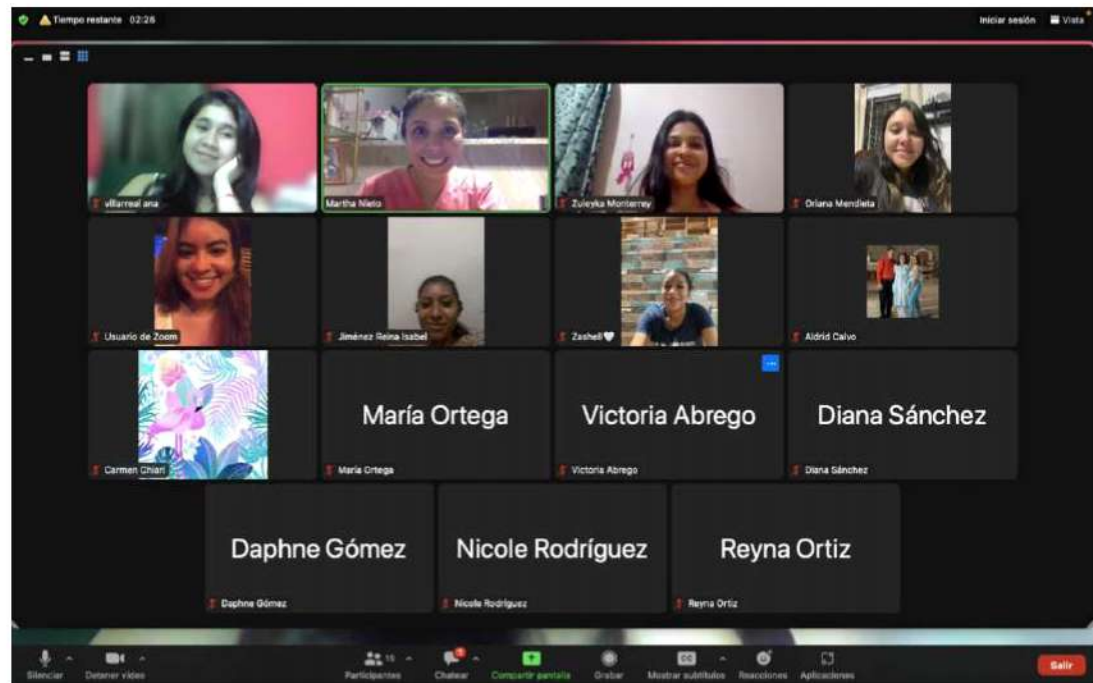 Tiempo restante 02:26
Iniciar sesión
Vista
villarreal ana
Martha Nieto
Zuleyka Monterrey
Oriana Mendieta
Usuario de Zoom
Jiménez Reina Isabel
Zashell🤍
Aldrid Calvo
Carmen Chiari
María Ortega
María Ortega
Victoria Abrego
Victoria Abrego
Diana Sánchez
Diana Sánchez
Daphne Gómez
Daphne Gómez
Nicole Rodríguez
Nicole Rodríguez
Reyna Ortiz
Reyna Ortiz
Silenciar
Detener video
15
Participantes
Chatear
Compartir pantalla
Grabar
CC
Mostrar subtítulos
Reacciones
Aplicaciones
Salir